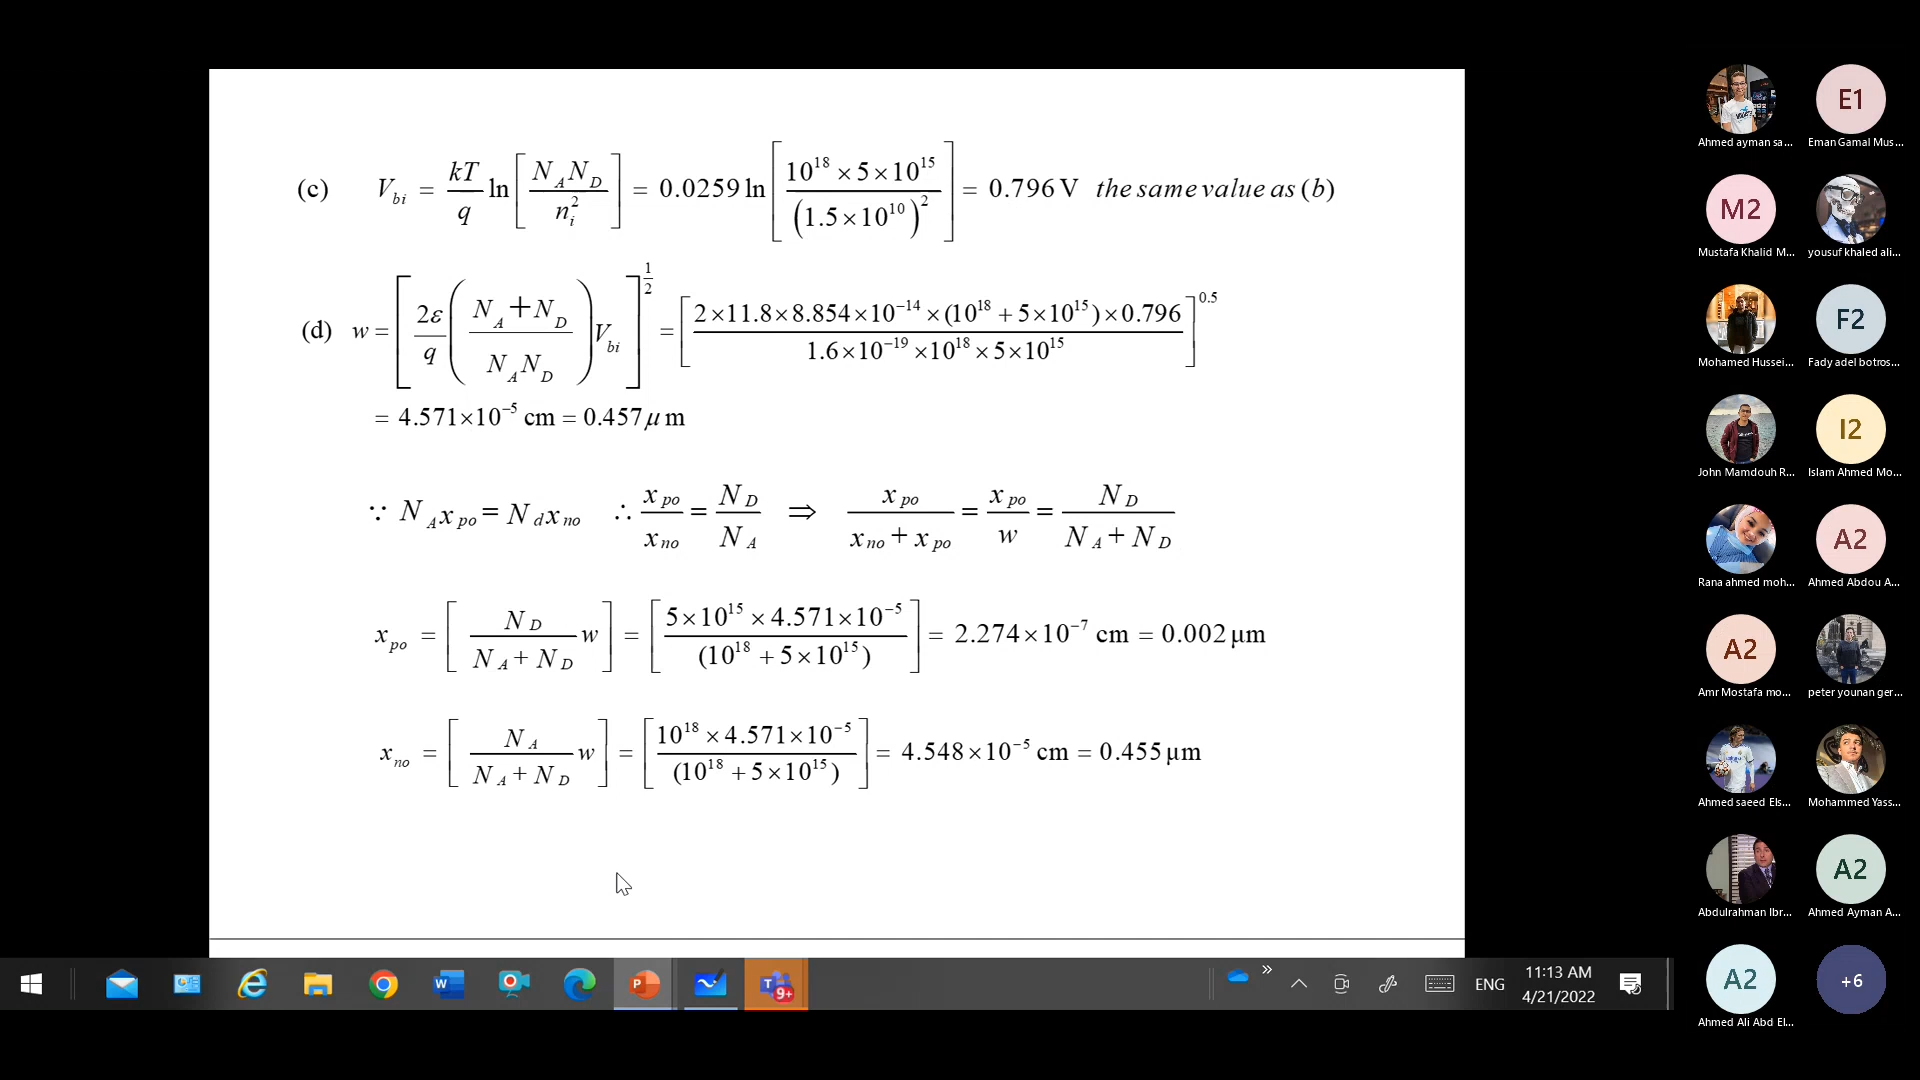 (c) V_bi = kT/q ln[N_A N_D / n_i^2] = 0.0259 ln[10^18 × 5 × 10^15 / (1.5 × 10^10)^2] = 0.796 V the same value as (b)
(d) w = [2ε/q (N_A + N_D / N_A N_D) V_bi]^1/2 = [2×11.8×8.854×10^−14 × (10^18 + 5×10^15) × 0.796 / 1.6×10^−19 ×10^18 × 5×10^15]^0.5
= 4.571×10^−5 cm = 0.457 μ m
∵ N_A x_po = N_d x_no ∴ x_po / x_no = N_D / N_A ⇒ x_po / x_no + x_po = x_po / w = N_D / N_A + N_D
x_po = [N_D / N_A + N_D w] = [5×10^15 × 4.571×10^−5 / (10^18 + 5×10^15)] = 2.274×10^−7 cm = 0.002 μm
x_no = [N_A / N_A + N_D w] = [10^18 × 4.571×10^−5 / (10^18 + 5×10^15)] = 4.548×10^−5 cm = 0.455 μm
E1
Ahmed ayman sa... Eman Gamal Mus...
M2
Mustafa Khalid M... yousuf khaled ali...
F2
Mohamed Hussei... Fady adel botros...
I2
John Mamdouh R... Islam Ahmed Mo...
A2
Rana ahmed moh... Ahmed Abdou A...
A2
Amr Mostafa mo... peter younan ger...
Ahmed saeed Els... Mohammed Yass...
A2
Abdulrahman Ibr... Ahmed Ayman A...
A2 +6
Ahmed Ali Abd El...
9+
ENG
11:13 AM
4/21/2022